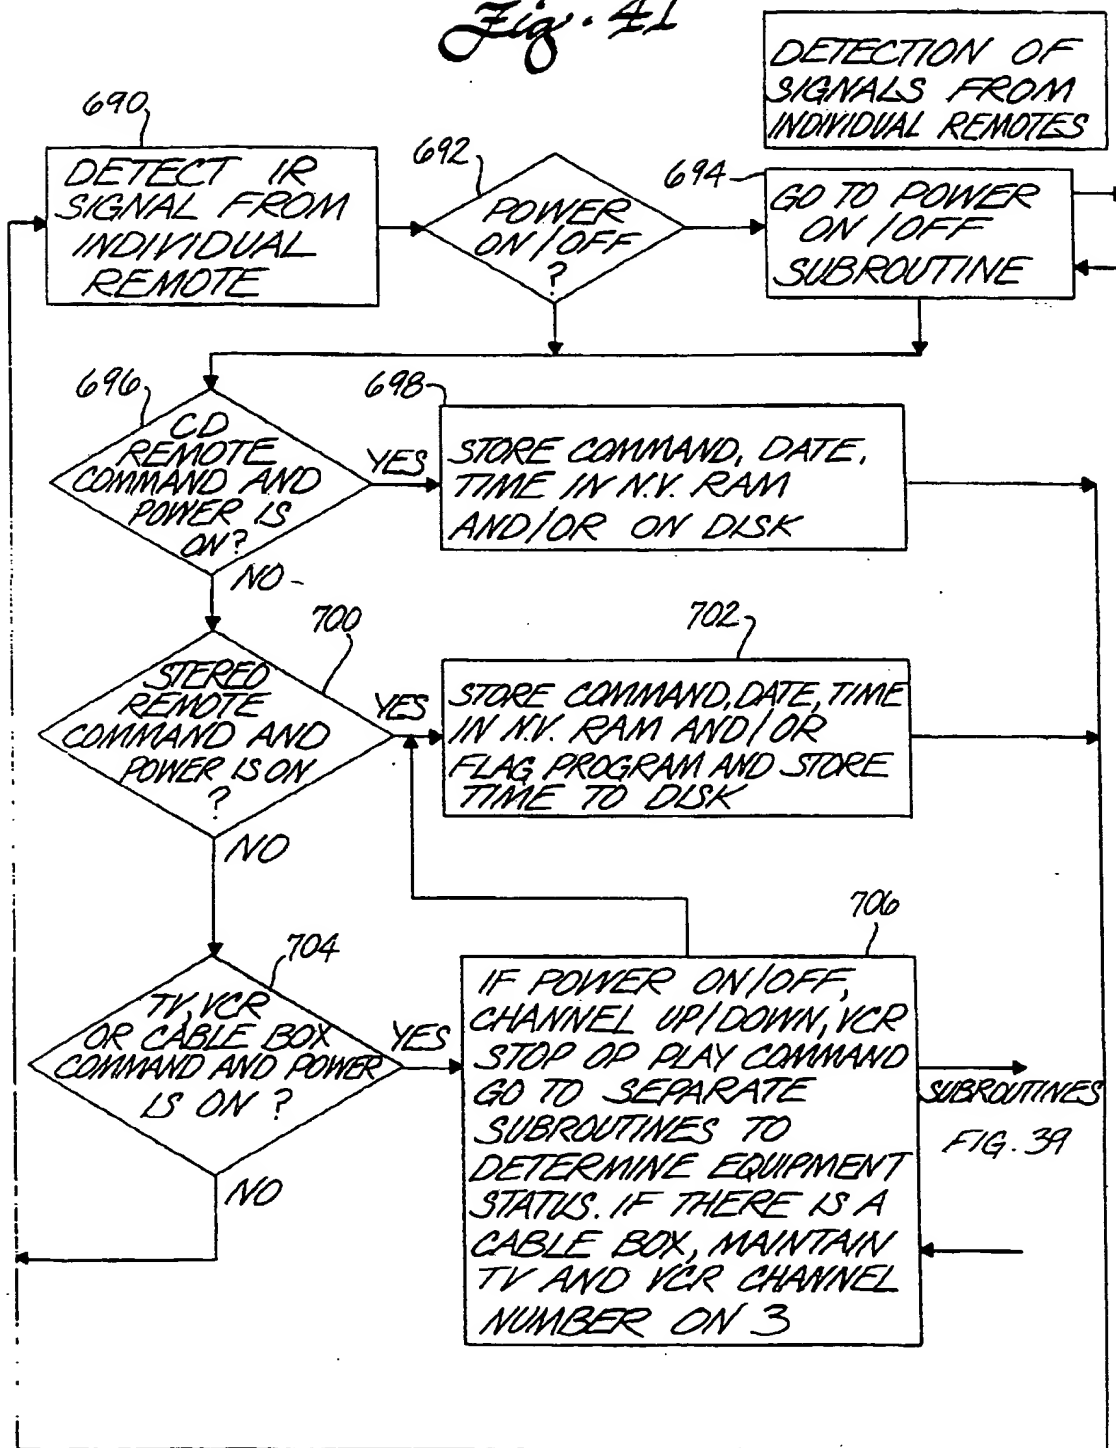 Fig. 41
DETECTION OF
SIGNALS FROM
INDIVIDUAL REMOTES
690
DETECT IR
SIGNAL FROM
INDIVIDUAL
REMOTE
692
POWER
ON/OFF
?
694
GO TO POWER
ON/OFF
SUBROUTINE
696
CD
REMOTE
COMMAND AND
POWER IS
ON?
YES
NO
698
STORE COMMAND, DATE,
TIME IN N.V. RAM
AND/OR ON DISK
700
STEREO
REMOTE
COMMAND AND
POWER IS ON
?
YES
NO
702
STORE COMMAND, DATE, TIME
IN N.V. RAM AND/OR
FLAG PROGRAM AND STORE
TIME TO DISK
704
TV, VCR
OR CABLE BOX
COMMAND AND POWER
IS ON?
YES
NO
706
IF POWER ON/OFF,
CHANNEL UP/DOWN, VCR
STOP OP PLAY COMMAND
GO TO SEPARATE
SUBROUTINES TO
DETERMINE EQUIPMENT
STATUS. IF THERE IS A
CABLE BOX, MAINTAIN
TV AND VCR CHANNEL
NUMBER ON 3
SUBROUTINES
FIG. 39